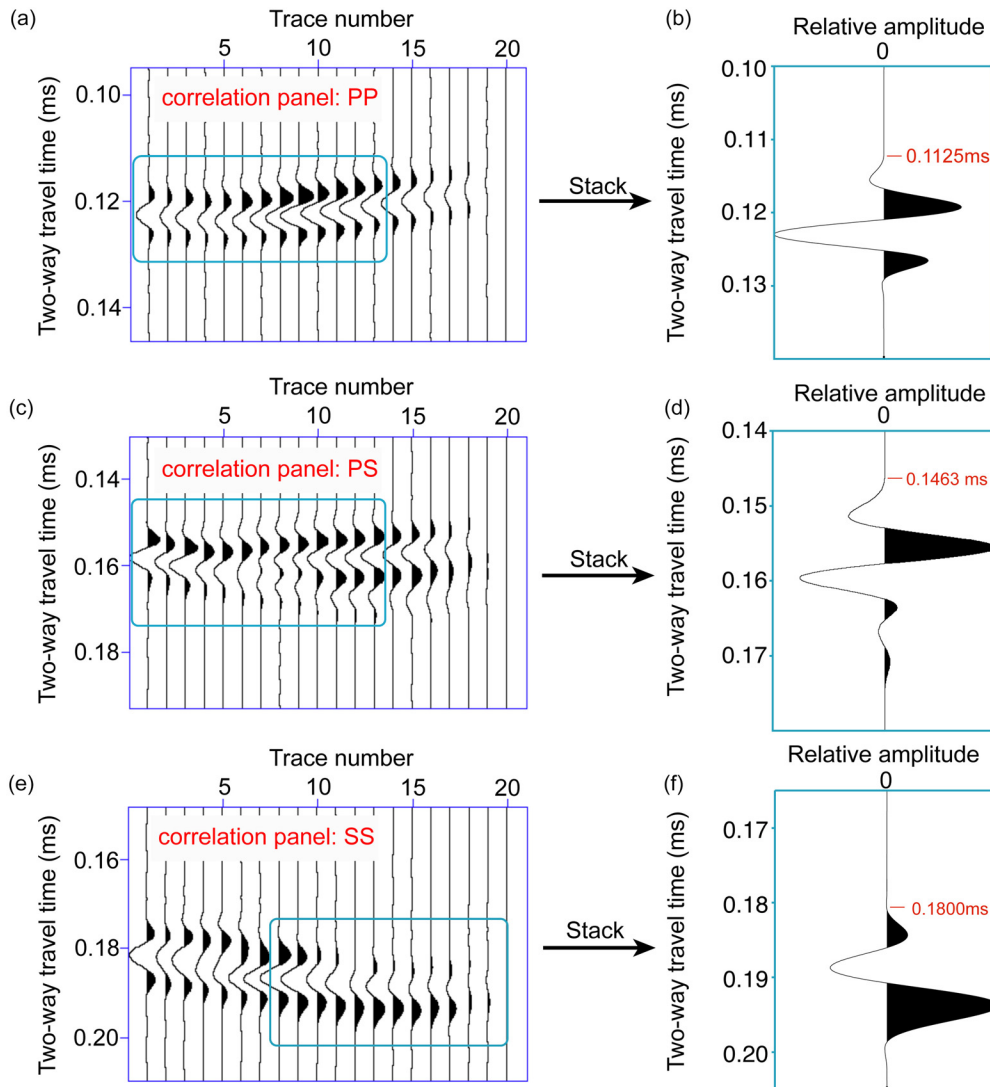 (a)
Trace number
5 10 15 20
Two-way travel time (ms)
0.10
0.12
0.14
correlation panel: PP
Stack
(b)
Relative amplitude
0
Two-way travel time (ms)
0.10
0.11
0.12
0.13
0.1125ms
(c)
Trace number
5 10 15 20
Two-way travel time (ms)
0.14
0.16
0.18
correlation panel: PS
Stack
(d)
Relative amplitude
0
Two-way travel time (ms)
0.14
0.15
0.16
0.17
0.1463 ms
(e)
Trace number
5 10 15 20
Two-way travel time (ms)
0.16
0.18
0.20
correlation panel: SS
Stack
(f)
Relative amplitude
0
Two-way travel time (ms)
0.17
0.18
0.19
0.20
0.1800ms